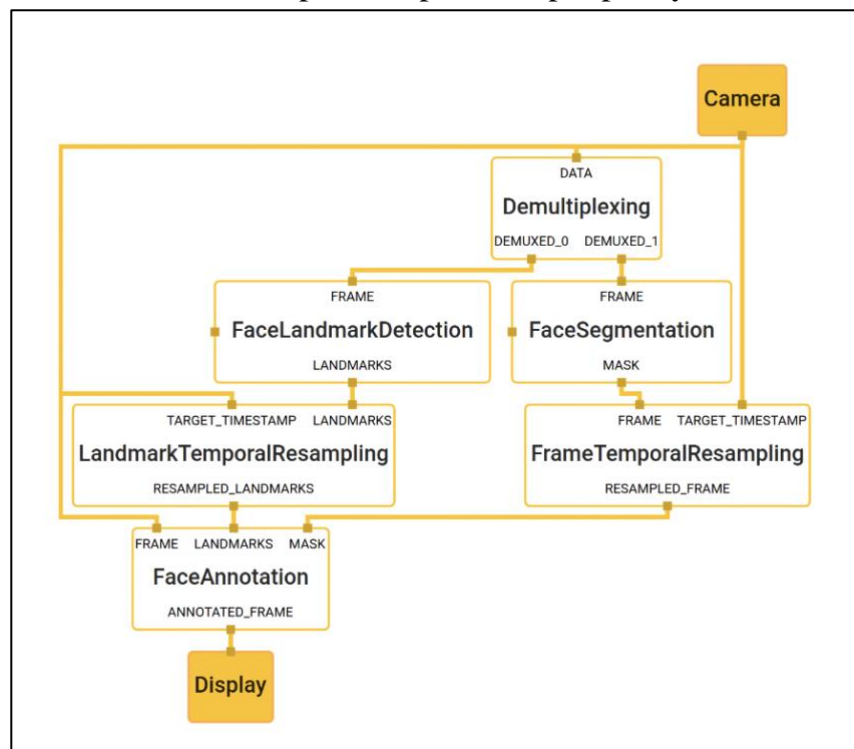 Camera
DATA
Demultiplexing
DEMUXED_0 DEMUXED_1
FRAME
FaceLandmarkDetection
LANDMARKS
FRAME
FaceSegmentation
MASK
TARGET_TIMESTAMP LANDMARKS
LandmarkTemporalResampling
RESAMPLED_LANDMARKS
FRAME TARGET_TIMESTAMP
FrameTemporalResampling
RESAMPLED_FRAME
FRAME LANDMARKS MASK
FaceAnnotation
ANNOTATED_FRAME
Display